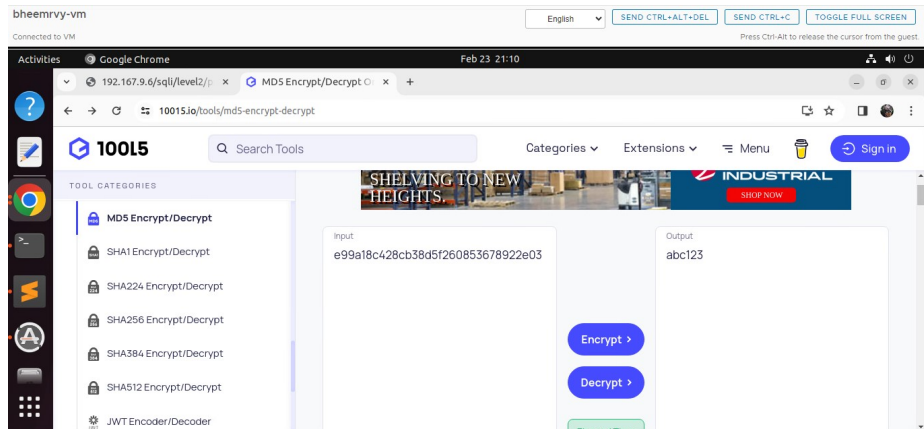 bheemrvy-vm
English
SEND CTRL+ALT+DEL
SEND CTRL+C
TOGGLE FULL SCREEN
Connected to VM
Press Ctrl-Alt to release the cursor from the guest.
Activities
Google Chrome
Feb 23 21:10
192.167.9.6/sqli/level2/p
MD5 Encrypt/Decrypt O
10015.io/tools/md5-encrypt-decrypt
10015
Search Tools
Categories
Extensions
Menu
Sign in
TOOL CATEGORIES
MD5 Encrypt/Decrypt
SHA1 Encrypt/Decrypt
SHA224 Encrypt/Decrypt
SHA256 Encrypt/Decrypt
SHA384 Encrypt/Decrypt
SHA512 Encrypt/Decrypt
JWT Encoder/Decoder
SHELVING TO NEW
HEIGHTS.
INDUSTRIAL
SHOP NOW
Input
e99a18c428cb38d5f260853678922e03
Encrypt >
Decrypt >
Output
abc123